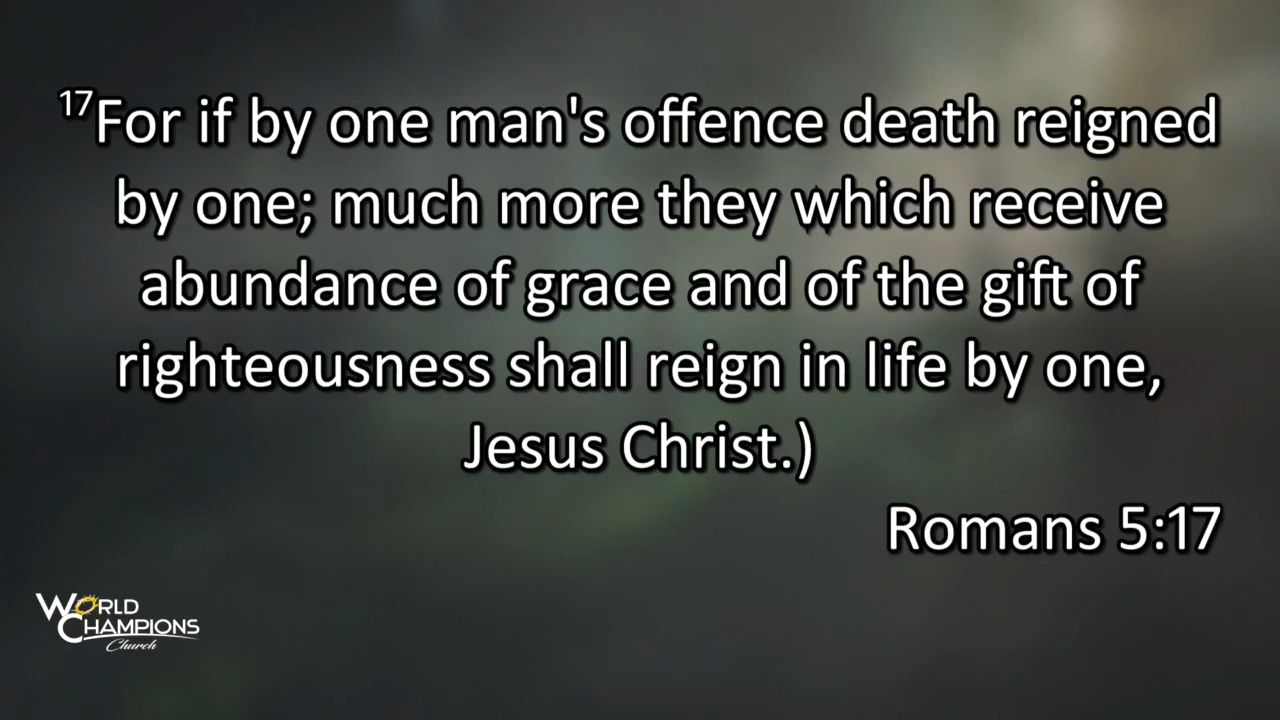 17For if by one man's offence death reigned
by one; much more they which receive
abundance of grace and of the gift of
righteousness shall reign in life by one,
Jesus Christ.)
Romans 5:17
WORLD
CHAMPIONS
Church